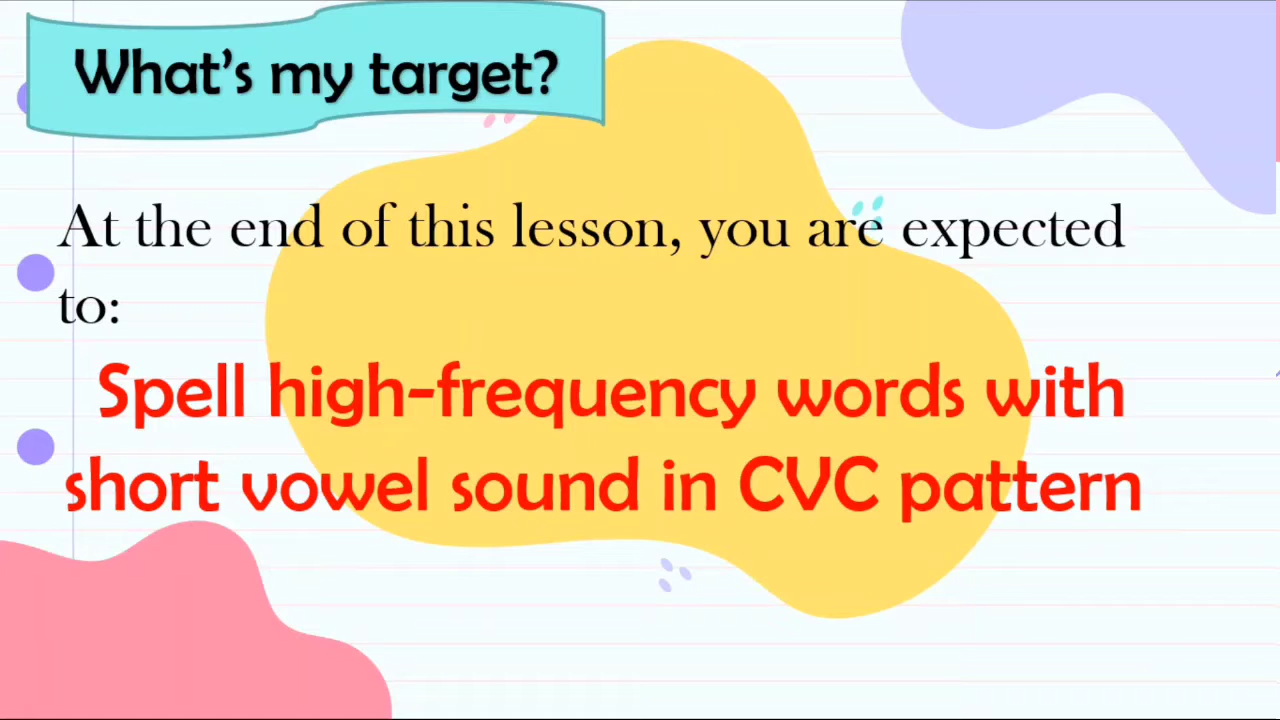 What’s my target?
At the end of this lesson, you are expected
to:
Spell high-frequency words with
short vowel sound in CVC pattern